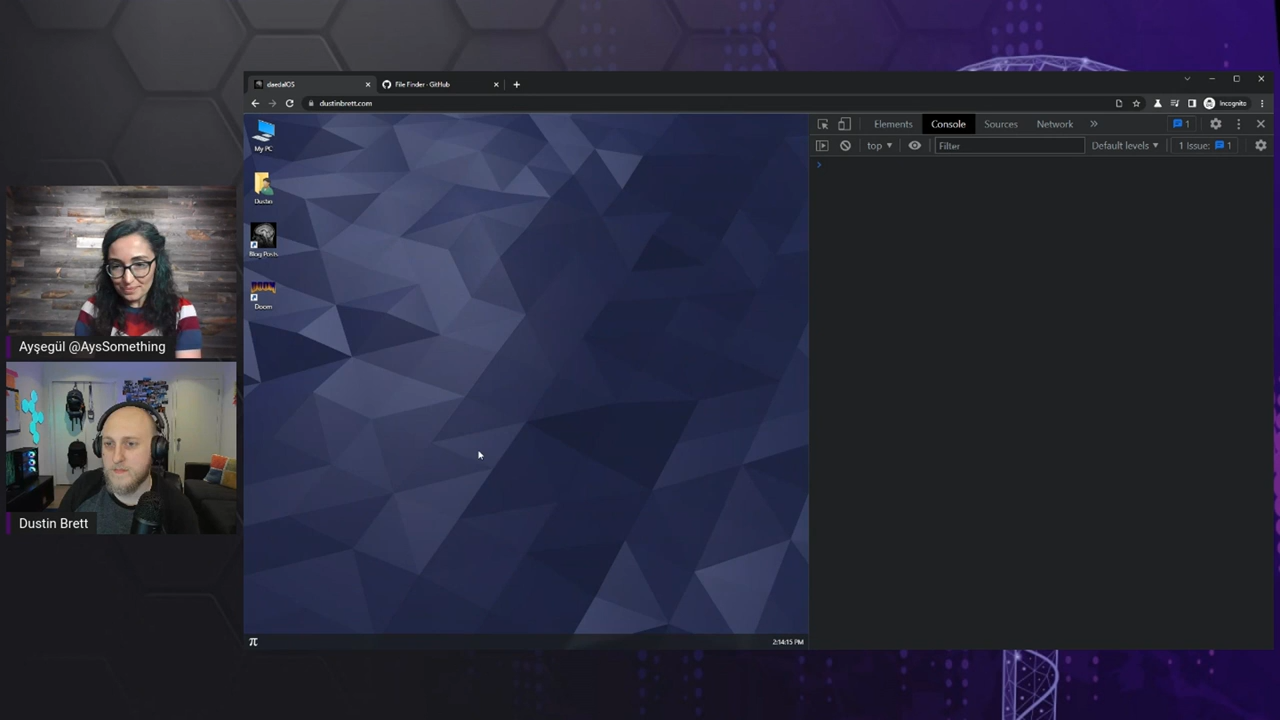 daedalOS
File Finder · GitHub
dustinbrett.com
Incognito
My PC
Dustin
Blog Posts
Doom
Elements
Console
Sources
Network
1
top
Filter
Default levels
1 Issue:
1
Ayşegül @AysSomething
Dustin Brett
π
2:14:15 PM